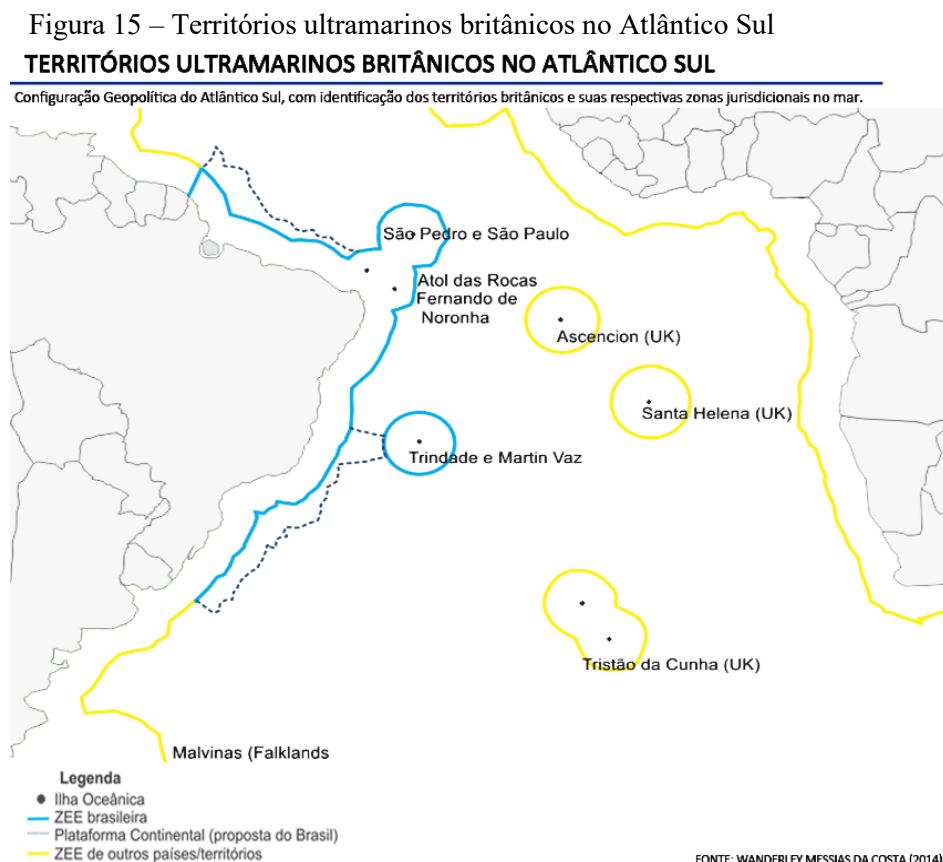 Figura 15 – Territórios ultramarinos britânicos no Atlântico Sul
TERRITÓRIOS ULTRAMARINOS BRITÂNICOS NO ATLÂNTICO SUL
Configuração Geopolítica do Atlântico Sul, com identificação dos territórios britânicos e suas respectivas zonas jurisdicionais no mar.
São Pedro e São Paulo
Atol das Rocas
Fernando de
Noronha
Ascencion (UK)
Santa Helena (UK)
Trindade e Martin Vaz
Tristão da Cunha (UK)
Malvinas (Falklands
Legenda
Ilha Oceânica
ZEE brasileira
Plataforma Continental (proposta do Brasil)
ZEE de outros países/territórios
FONTE: WANDERLEY MESSIAS DA COSTA (2014)